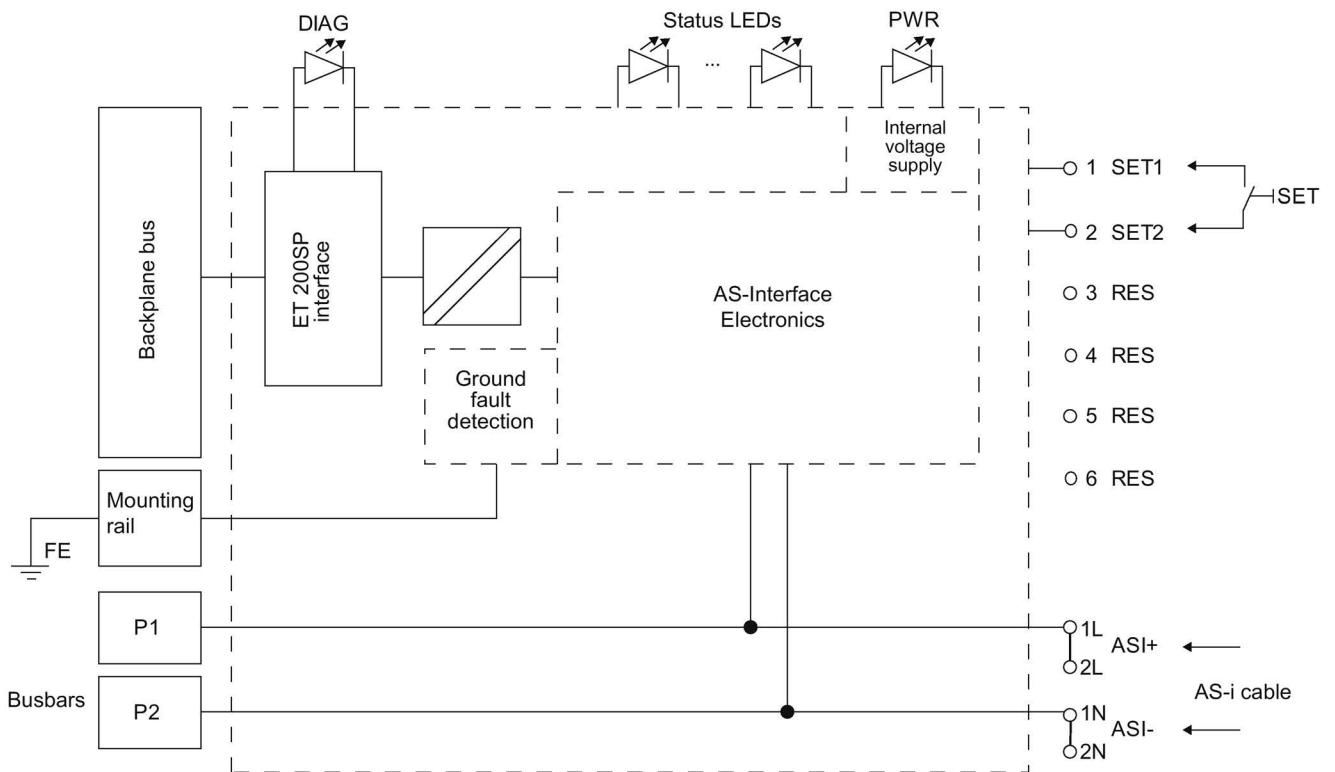 DIAG
Status LEDs
PWR
...
Internal
voltage
supply
Backplane bus
ET 200SP
interface
AS-Interface
Electronics
Ground
fault
detection
1 SET1
2 SET2
SET
3 RES
4 RES
5 RES
6 RES
Mounting
rail
FE
P1
Busbars
P2
1L
ASI+
2L
AS-i cable
1N
ASI-
2N